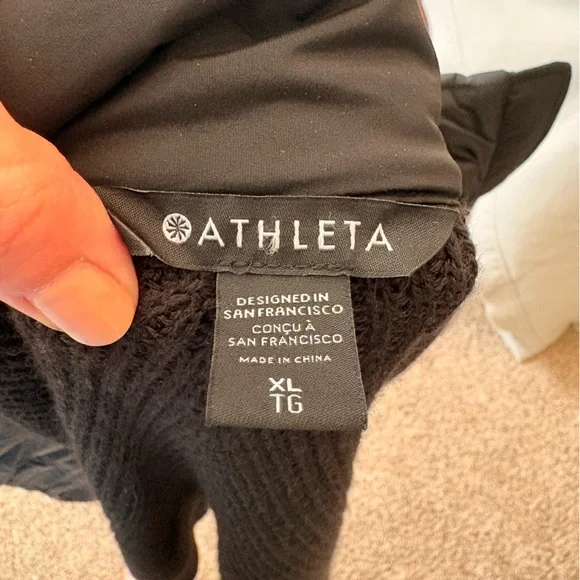 ATHLETA
DESIGNED IN
SAN FRANCISCO
CONÇU À
SAN FRANCISCO
MADE IN CHINA
XL
TG